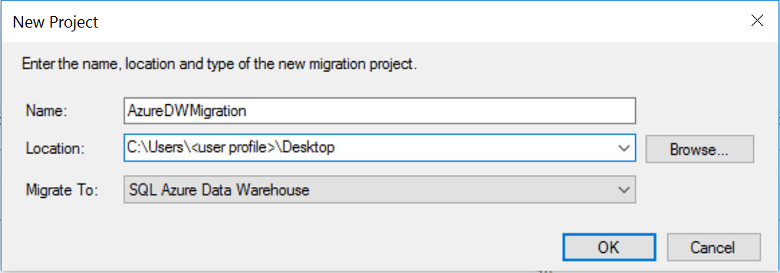 New Project
Enter the name, location and type of the new migration project.
Name: AzureDWMigration
Location: C:\Users\<user profile>\Desktop Browse...
Migrate To: SQL Azure Data Warehouse
OK Cancel